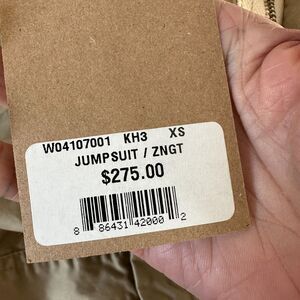 W04107001 KH3 XS
JUMPSUIT / ZNGT
$275.00
8 86431 42000 2